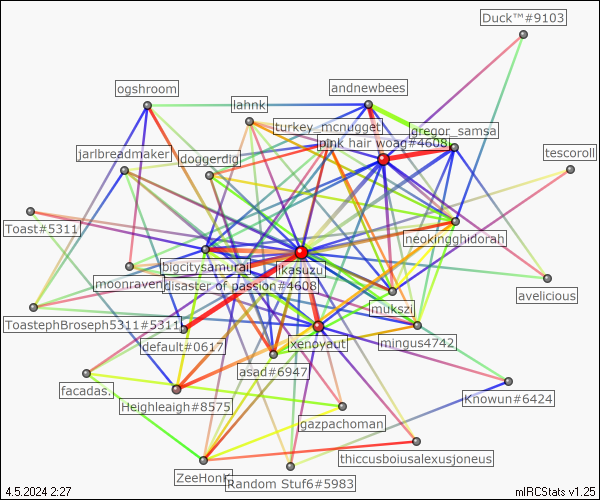 Duck™#9103
ogshroom
andnewbees
lahnk
turkey_mcnugget
gregor_samsa
pink hair woag#4608
jarlbreadmaker
doggerdig
tescoroll
Toast#5311
neokingghidorah
bigcitysamurai
ikasuzu
moonraven
disaster of passion#4608
avelicious
mukszi
ToastephBroseph5311#5311
default#0617
xenoyaut
mingus4742
asad#6947
facadas.
Heighleaigh#8575
Knowun#6424
gazpachoman
thiccusboiusalexusjoneus
ZeeHonk
Random Stuf6#5983
4.5.2024 2:27
mIRCStats v1.25